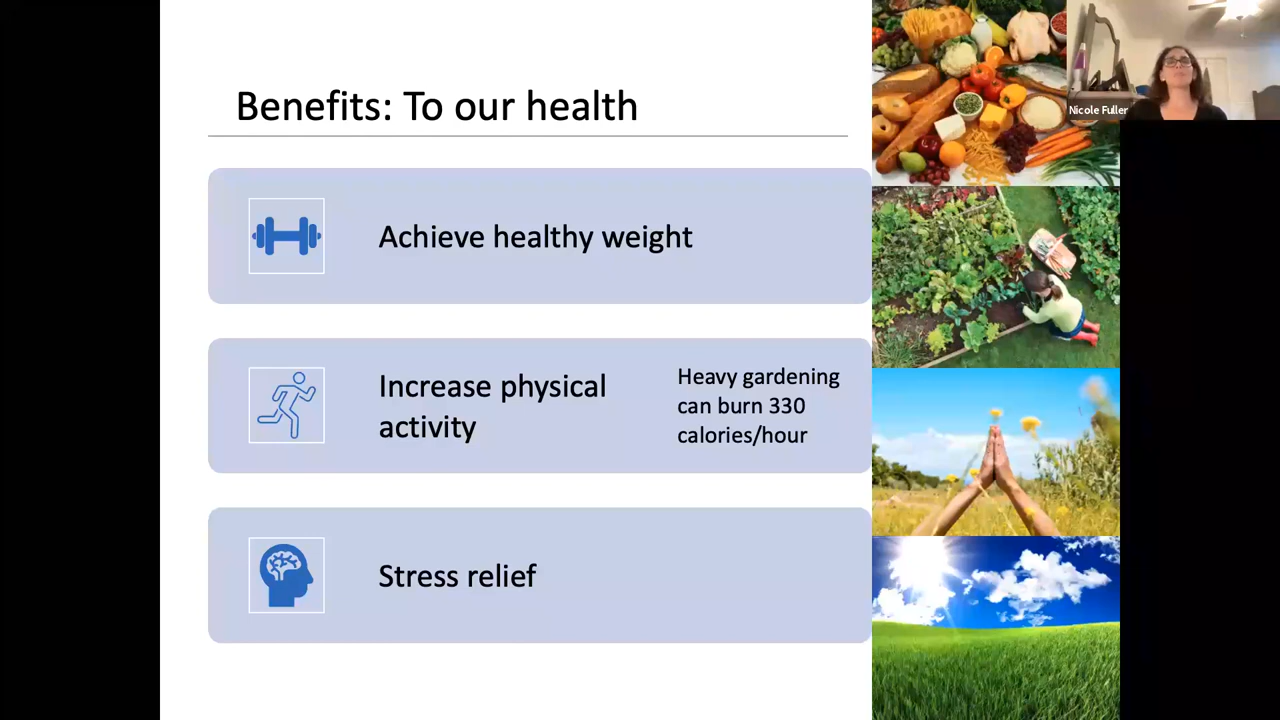 Benefits: To our health
Nicole Fuller
Achieve healthy weight
Increase physical
activity
Heavy gardening
can burn 330
calories/hour
Stress relief